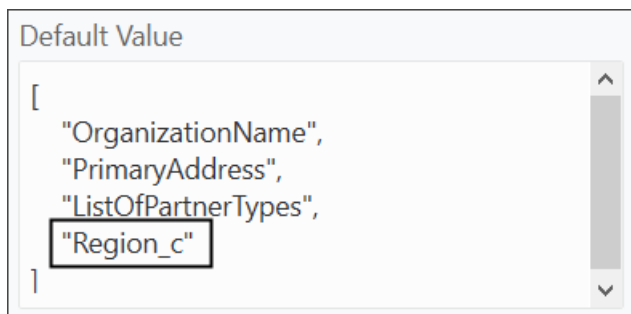 Default Value
[
"OrganizationName",
"PrimaryAddress",
"ListOfPartnerTypes",
"Region_c"
]